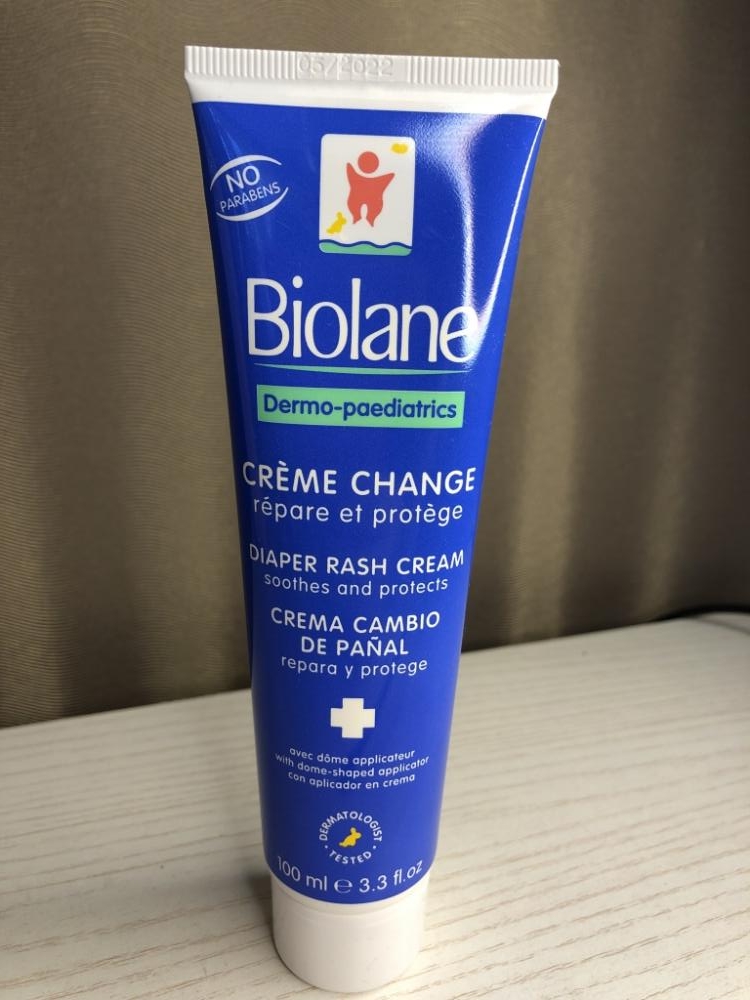 05/2022
NO
PARABENS
Biolane
Dermo-paediatrics
CRÈME CHANGE
répare et protège
DIAPER RASH CREAM
soothes and protects
CREMA CAMBIO
DE PAÑAL
repara y protege
avec dôme applicateur
with dome-shaped applicator
con aplicador en crema
DERMATOLOGIST
• TESTED •
100 ml ℮ 3.3 fl.oz